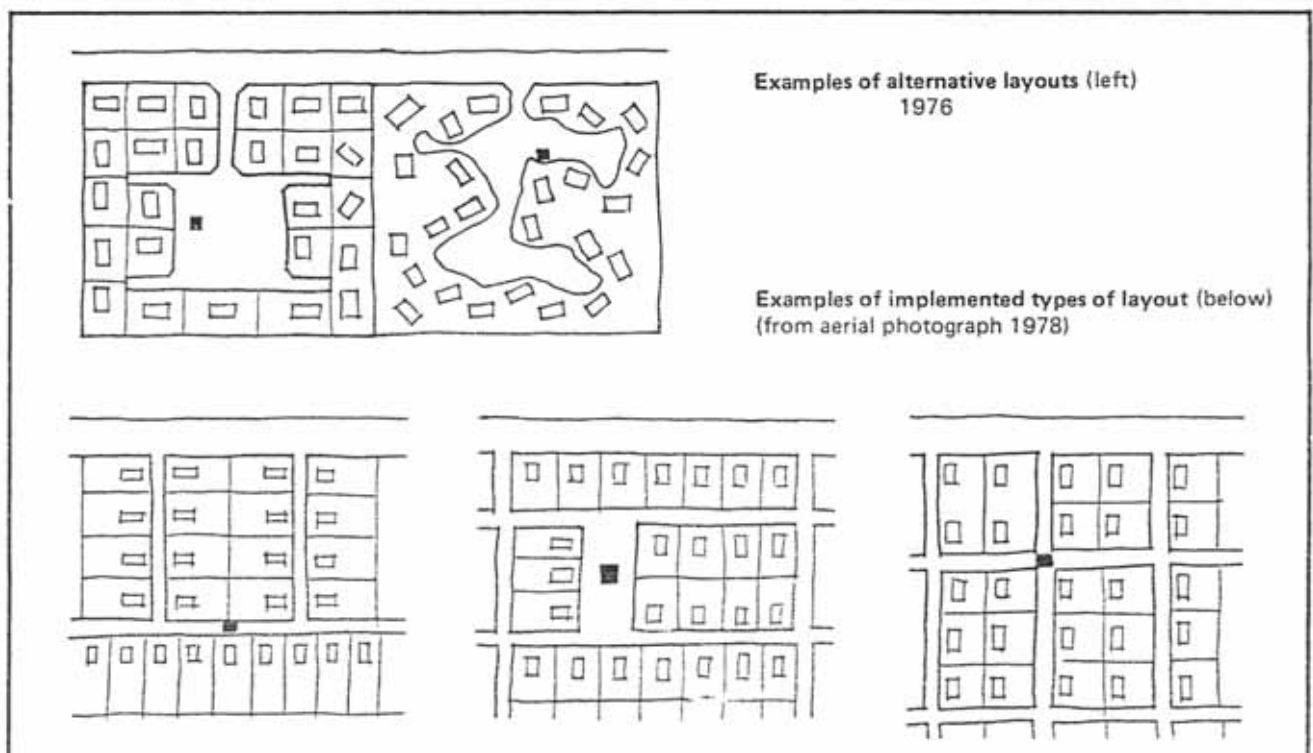 Examples of alternative layouts (left)
1976
Examples of implemented types of layout (below)
(from aerial photograph 1978)